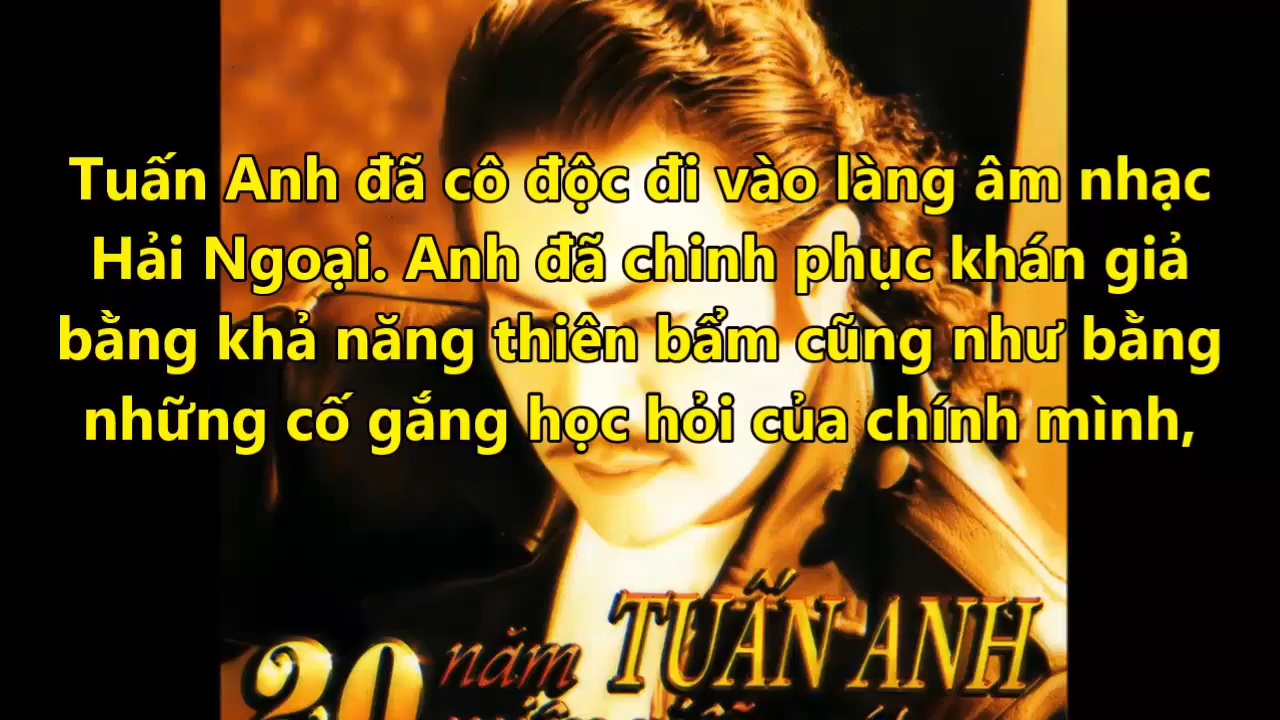 Tuấn Anh đã cô độc đi vào làng âm nhạc
Hải Ngoại. Anh đã chinh phục khán giả
bằng khả năng thiên bẩm cũng như bằng
những cố gắng học hỏi của chính mình,
TUẤN ANH
20 năm